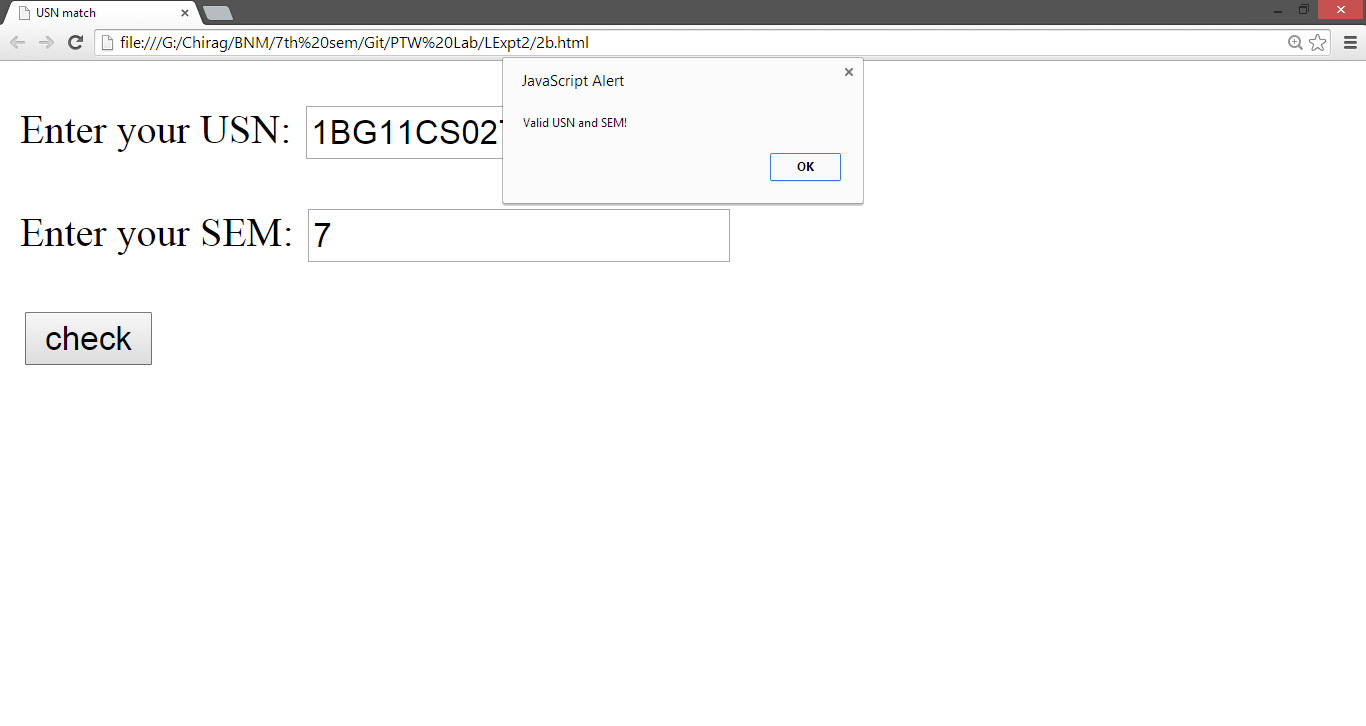 USN match
file:///G:/Chirag/BNM/7th%20sem/Git/PTW%20Lab/LExpt2/2b.html
JavaScript Alert
Valid USN and SEM!
OK
Enter your USN: 1BG11CS027
Enter your SEM: 7
check